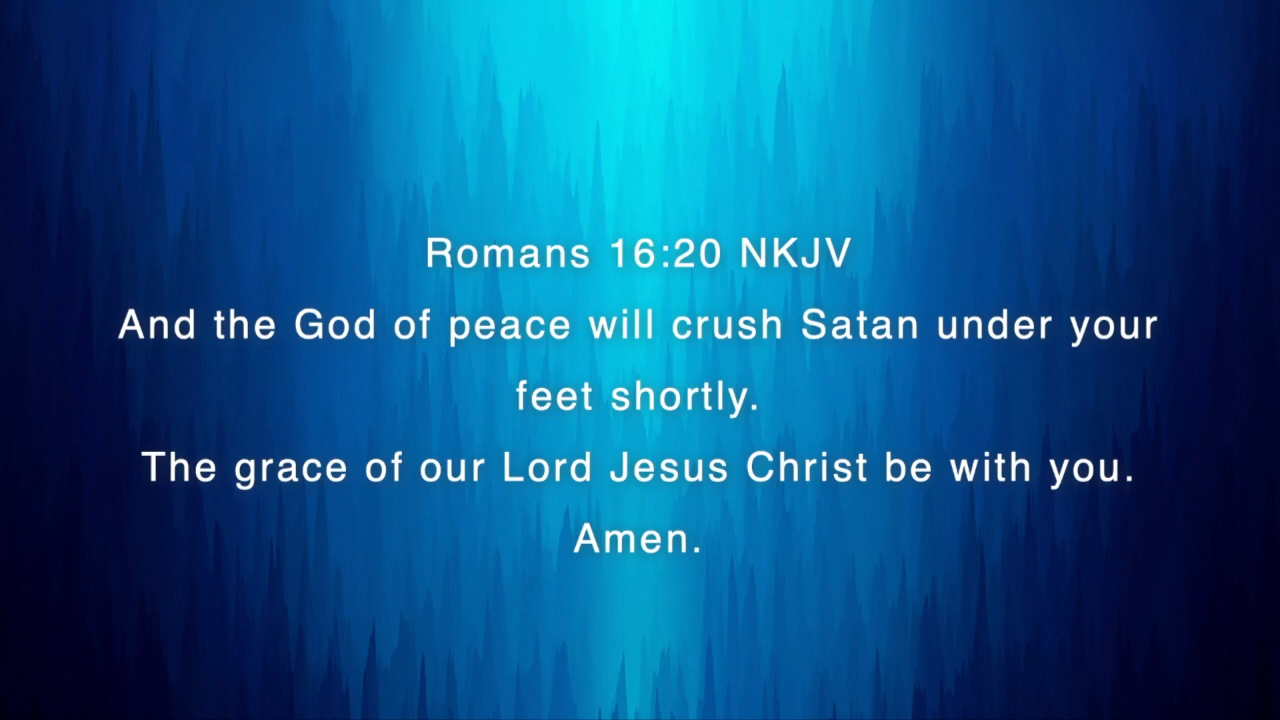 Romans 16:20 NKJV
And the God of peace will crush Satan under your
feet shortly.
The grace of our Lord Jesus Christ be with you.
Amen.